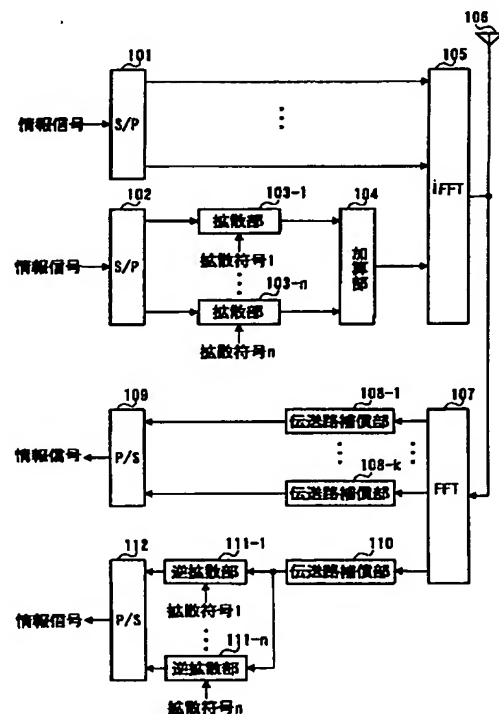 106
101
105
情報信号
S/P
iFFT
102
103-1
104
拡散部
情報信号
S/P
拡散符号1
加算部
103-n
拡散部
拡散符号n
109
108-1
107
伝送路補償部
情報信号
P/S
108-k
FFT
伝送路補償部
112
111-1
110
逆拡散部
伝送路補償部
情報信号
P/S
拡散符号1
111-n
逆拡散部
拡散符号n